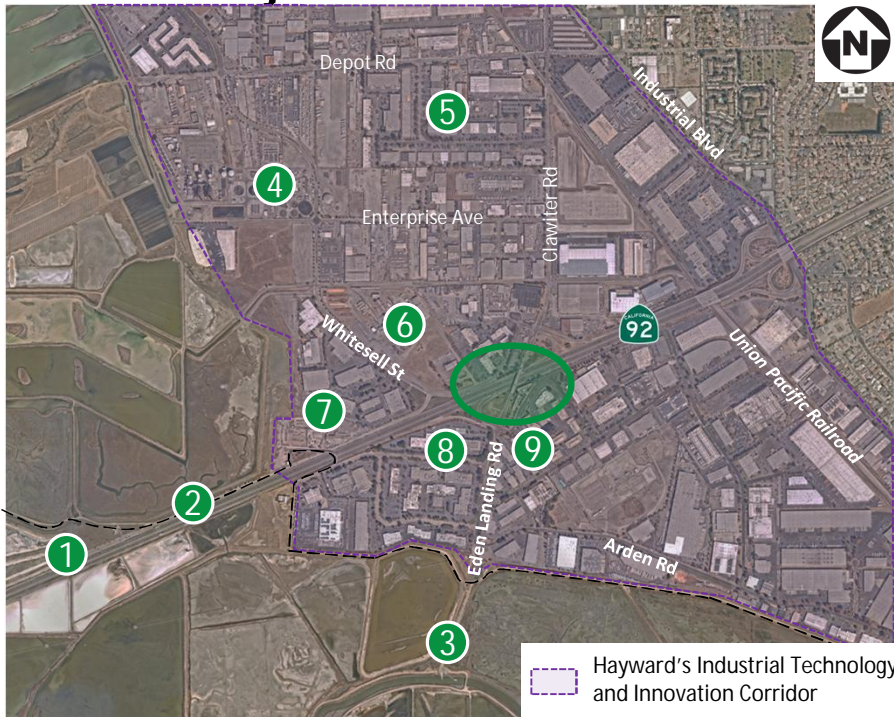 N
Depot Rd
Industrial Blvd
5
4
Clawiter Rd
Enterprise Ave
CALIFORNIA
92
6
Whitesell St
Union Pacific Railroad
7
8
9
Eden Landing Rd
2
1
Arden Rd
3
Hayward's Industrial Technology
and Innovation Corridor